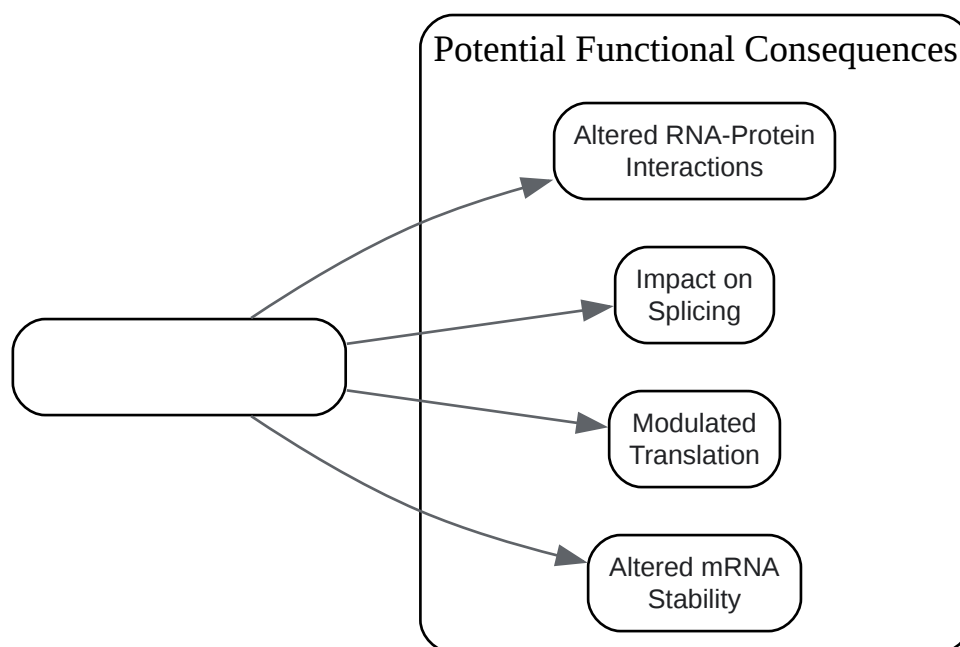 Potential Functional Consequences
Altered RNA-Protein
Interactions
Impact on
Splicing
Modulated
Translation
Altered mRNA
Stability